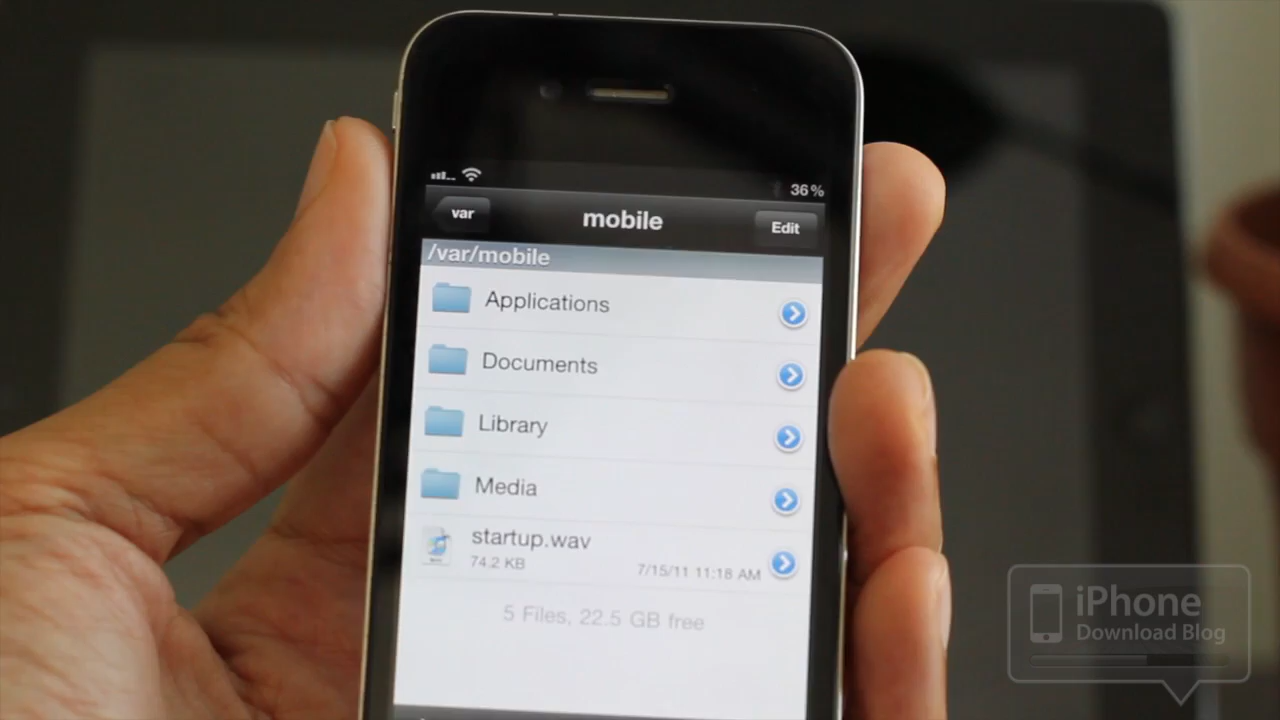 36%
var
mobile
Edit
/var/mobile
Applications
Documents
Library
Media
startup.wav
74.2 KB
7/15/11 11:18 AM
5 Files, 22.5 GB free
iPhone
Download Blog